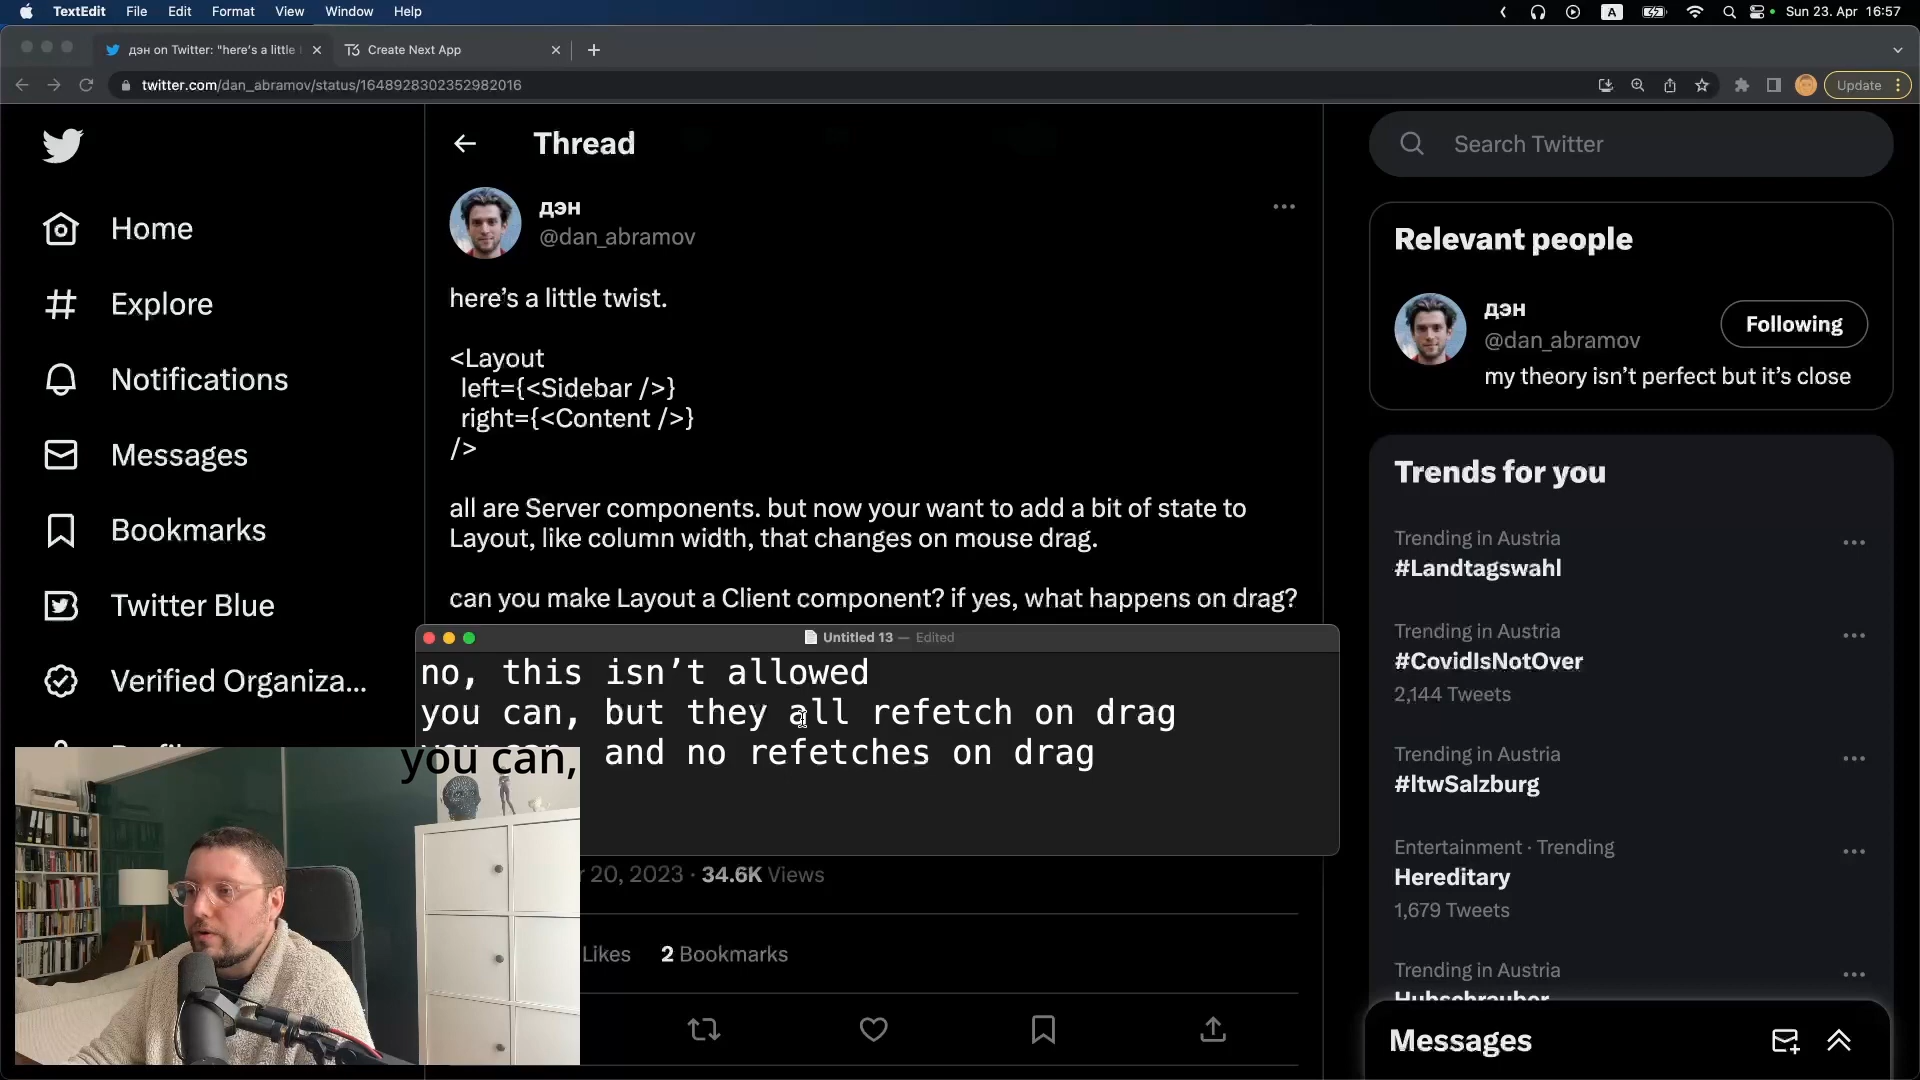 TextEdit File Edit Format View Window Help
A
Sun 23. Apr 16:57
дэн on Twitter: "here's a little
Create Next App
twitter.com/dan_abramov/status/1648928302352982016
Update
Home
Explore
Notifications
Messages
Bookmarks
Twitter Blue
Verified Organiza...
Thread
дэн
@dan_abramov
here’s a little twist.
<Layout
left={<Sidebar />}
right={<Content />}
/>
all are Server components. but now your want to add a bit of state to
Layout, like column width, that changes on mouse drag.
can you make Layout a Client component? if yes, what happens on drag?
Untitled 13 — Edited
no, this isn’t allowed
you can, but they all refetch on drag
you can, and no refetches on drag
20, 2023 · 34.6K Views
Likes 2 Bookmarks
Search Twitter
Relevant people
дэн
@dan_abramov
Following
my theory isn’t perfect but it’s close
Trends for you
Trending in Austria
#Landtagswahl
Trending in Austria
#CovidIsNotOver
2,144 Tweets
Trending in Austria
#ltwSalzburg
Entertainment · Trending
Hereditary
1,679 Tweets
Trending in Austria
Hubschrauber
Messages